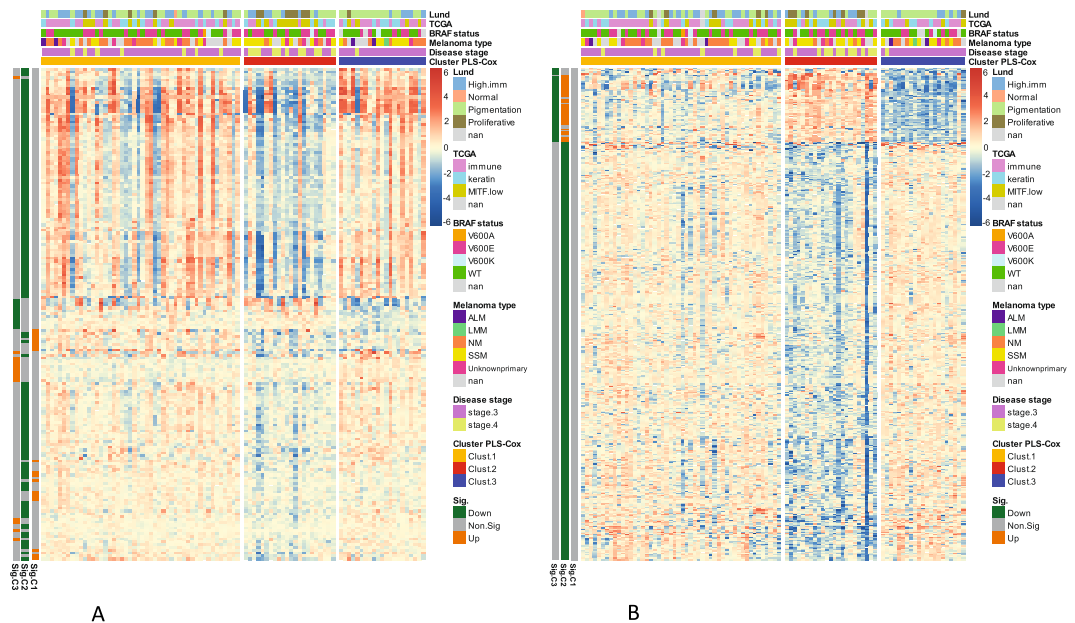 Lund
TCGA
BRAF status
Melanoma type
Disease stage
Cluster PLS-Cox
6
4
2
0
-2
-4
-6
Lund
High.imm
Normal
Pigmentation
Proliferative
nan
TCGA
immune
keratin
MITF.low
nan
BRAF status
V600A
V600E
V600K
WT
nan
Melanoma type
ALM
LMM
NM
SSM
Unknownprimary
nan
Disease stage
stage.3
stage.4
Cluster PLS-Cox
Clust.1
Clust.2
Clust.3
Sig.
Down
Non.Sig
Up
Sig.C3
Sig.C2
Sig.C1
A
Lund
TCGA
BRAF status
Melanoma type
Disease stage
Cluster PLS-Cox
6
4
2
0
-2
-4
-6
Lund
High.imm
Normal
Pigmentation
Proliferative
nan
TCGA
immune
keratin
MITF.low
nan
BRAF status
V600A
V600E
V600K
WT
nan
Melanoma type
ALM
LMM
NM
SSM
Unknownprimary
nan
Disease stage
stage.3
stage.4
Cluster PLS-Cox
Clust.1
Clust.2
Clust.3
Sig.
Down
Non.Sig
Up
Sig.C3
Sig.C2
Sig.C1
B